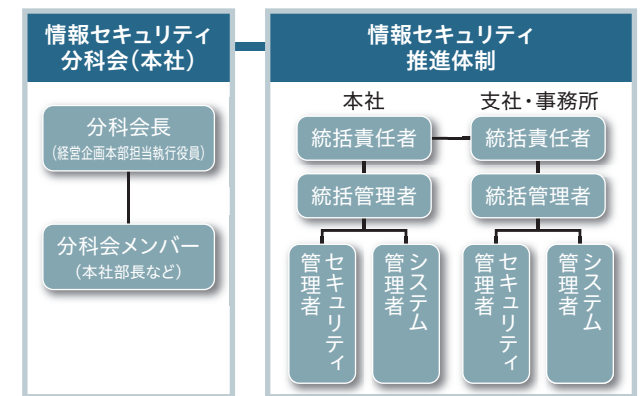 情報セキュリティ
分科会（本社）
分科会長
（経営企画本部担当執行役員）
分科会メンバー
（本社部長など）
情報セキュリティ
推進体制
本社
支社・事務所
統括責任者
統括責任者
統括管理者
統括管理者
セキュリティ
管理者
システム
管理者
セキュリティ
管理者
システム
管理者